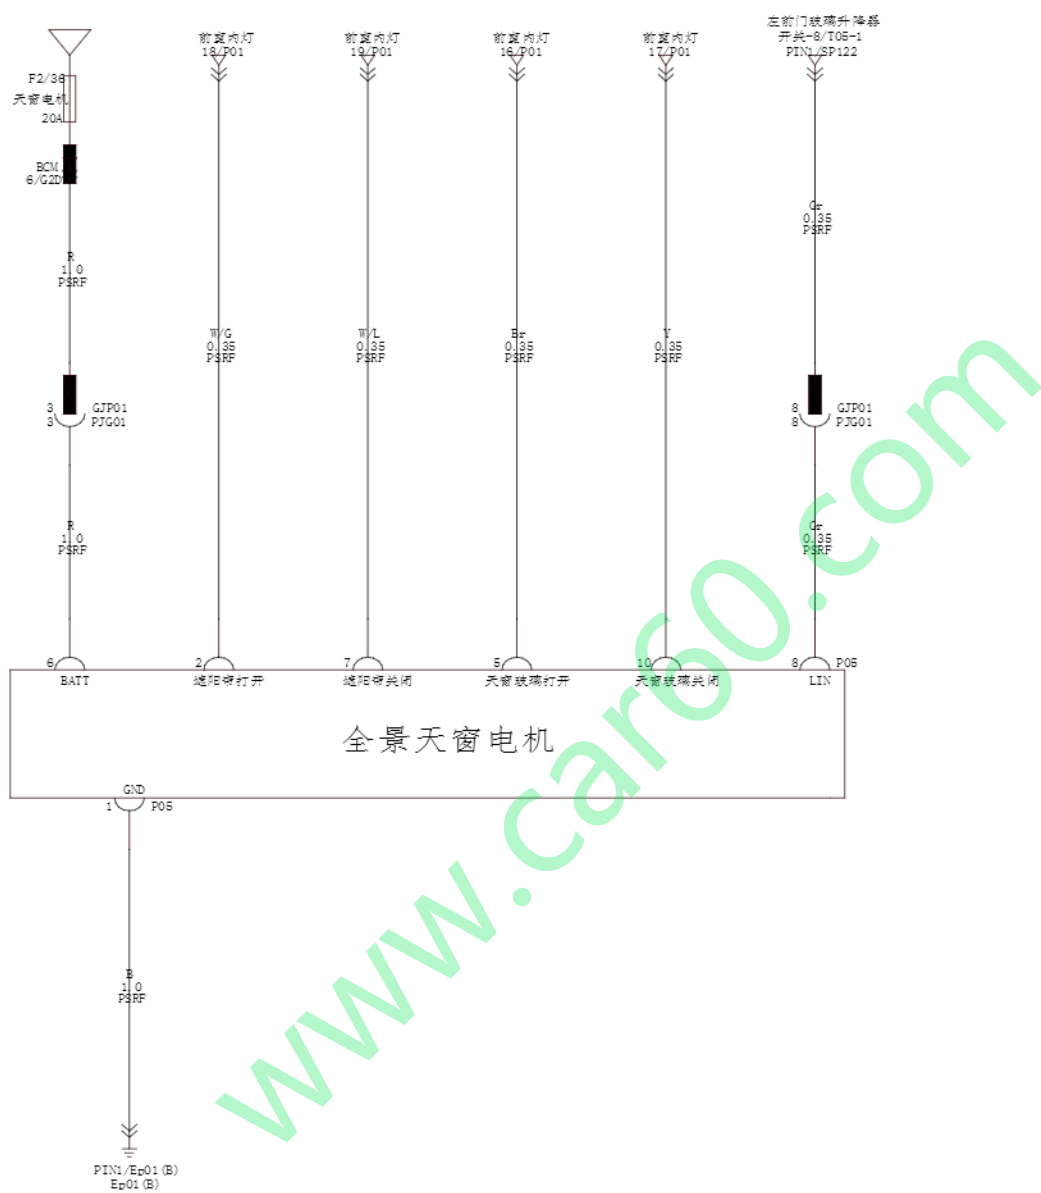 F2/36
天窗电机
20A
BCM
6/G2D
R
1.0
PSRF
3
3
GJP01
PJG01
R
1.0
PSRF
6
BATT
前室内灯
18/P01
W/G
0.35
PSRF
2
遮阳帘打开
前室内灯
19/P01
W/L
0.35
PSRF
7
遮阳帘关闭
前室内灯
16/P01
Br
0.35
PSRF
5
天窗玻璃打开
前室内灯
17/P01
Y
0.35
PSRF
10
天窗玻璃关闭
左前门玻璃升降器
开关-8/T05-1
PIN1/SP122
Gr
0.35
PSRF
8
8
GJP01
PJG01
Gr
0.35
PSRF
8
P05
LIN
全景天窗电机
GND
1
P05
B
1.0
PSRF
PIN1/Ep01(B)
Ep01(B)
www.car60.com